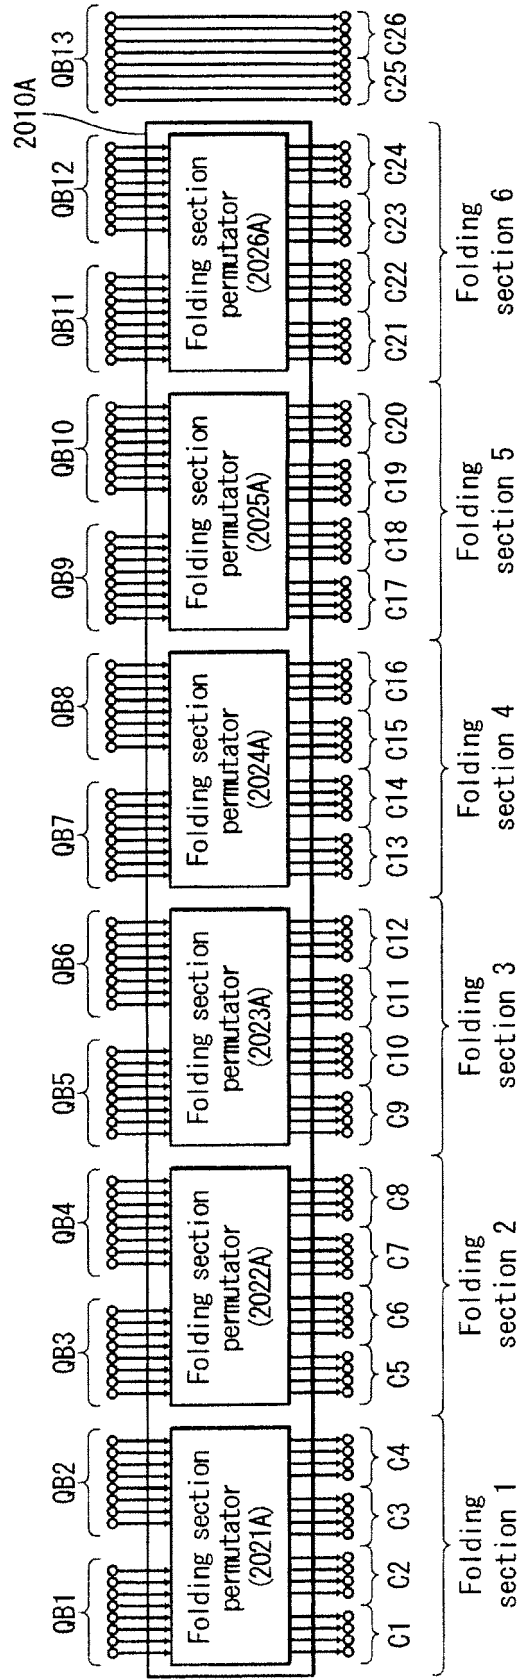 2010A
QB1 QB2 QB3 QB4 QB5 QB6 QB7 QB8 QB9 QB10 QB11 QB12 QB13
Folding section Folding section Folding section Folding section Folding section Folding section
permutator permutator permutator permutator permutator permutator
(2021A) (2022A) (2023A) (2024A) (2025A) (2026A)
C1 C2 C3 C4 C5 C6 C7 C8 C9 C10 C11 C12 C13 C14 C15 C16 C17 C18 C19 C20 C21 C22 C23 C24 C25 C26
Folding Folding Folding Folding Folding Folding
section 1 section 2 section 3 section 4 section 5 section 6